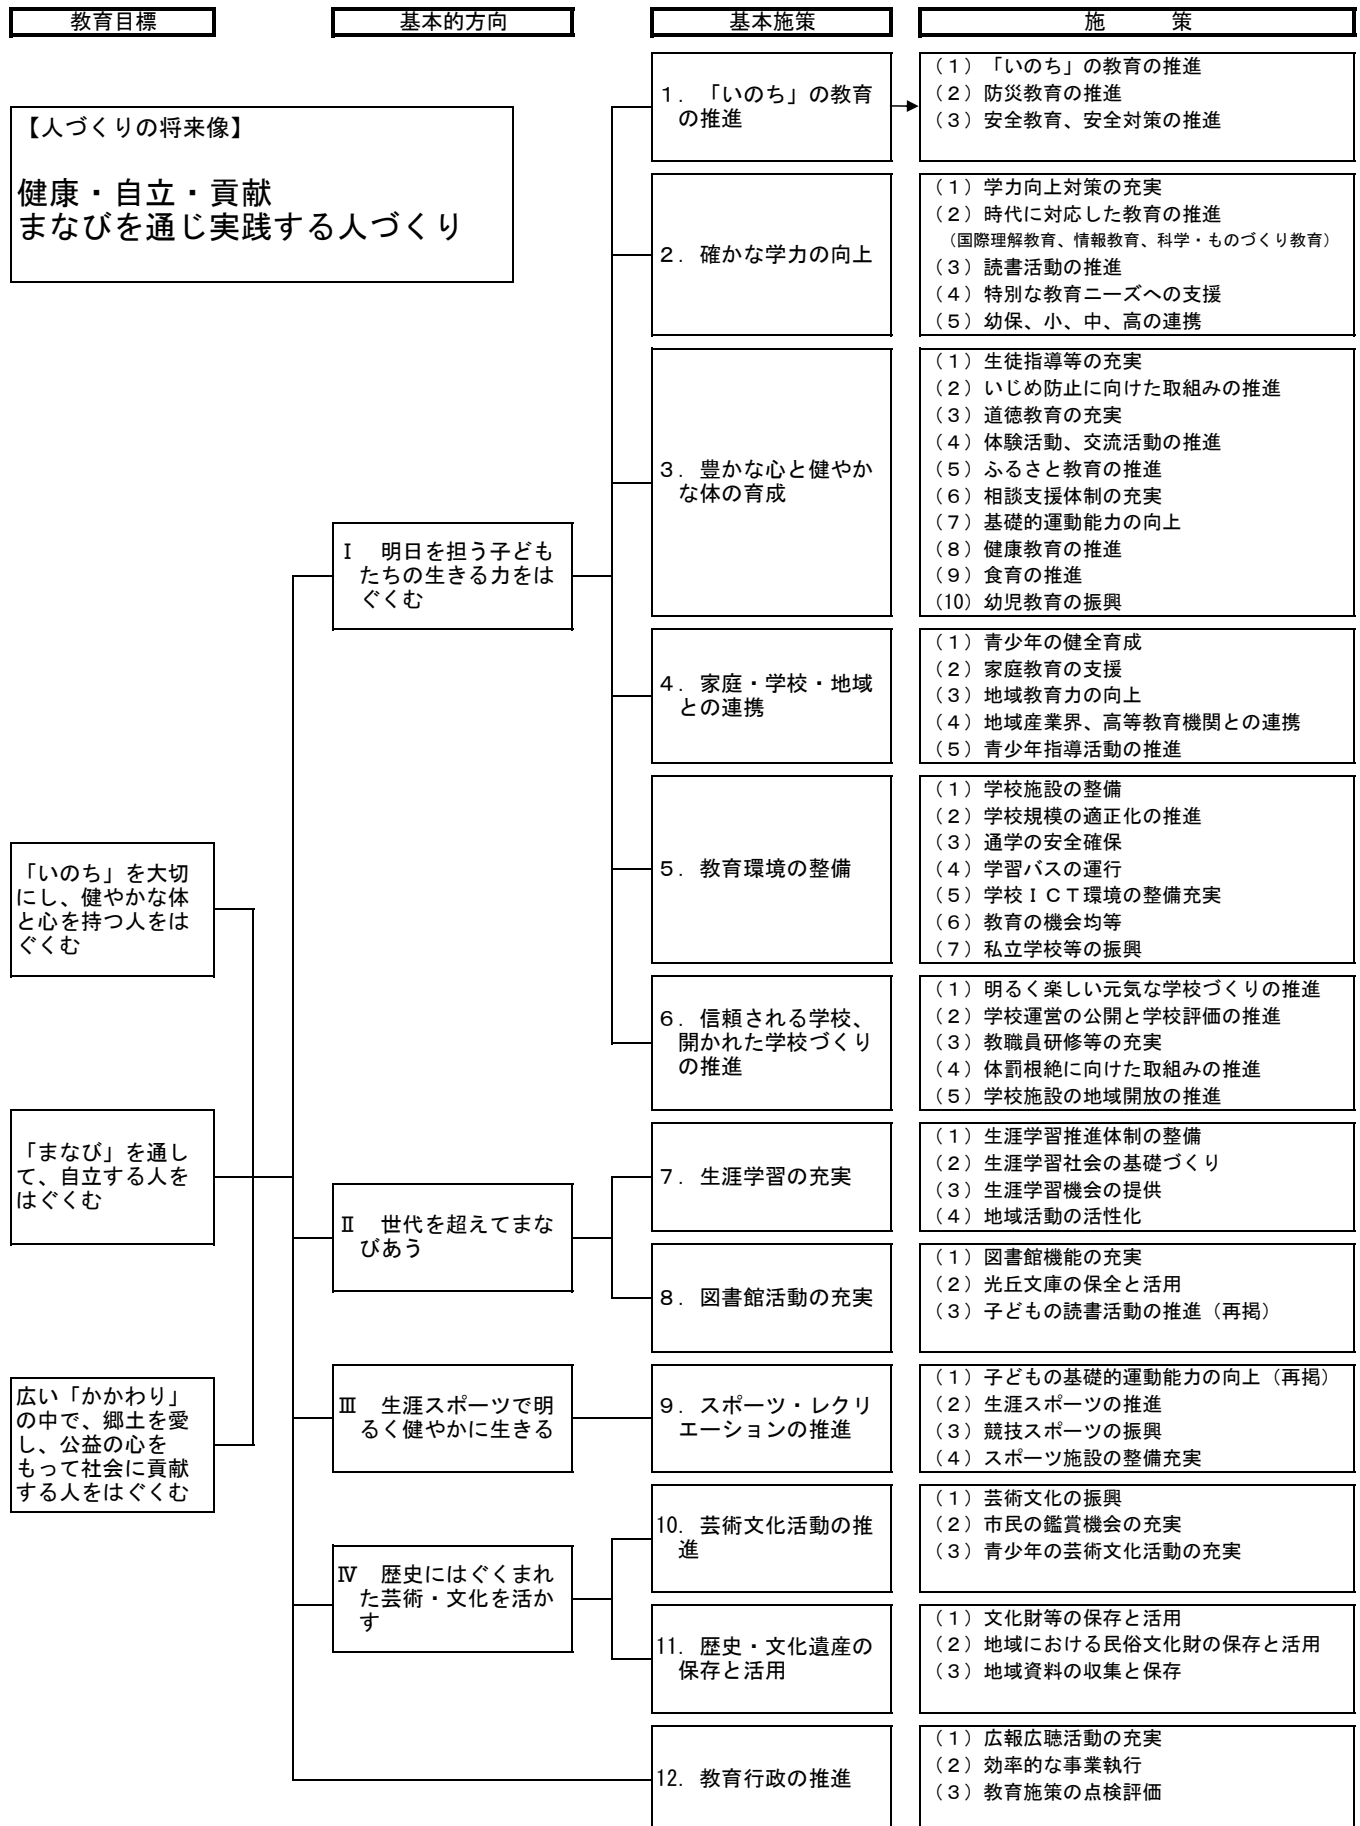 教育目標
基本的方向
基本施策
施　　　策
【人づくりの将来像】
健康・自立・貢献
まなびを通じ実践する人づくり
「いのち」を大切
にし、健やかな体
と心を持つ人をは
ぐくむ
「まなび」を通し
て、自立する人を
はぐくむ
広い「かかわり」
の中で、郷土を愛
し、公益の心を
もって社会に貢献
する人をはぐくむ
Ⅰ　明日を担う子ども
たちの生きる力をは
ぐくむ
１．「いのち」の教育
の推進
（１）「いのち」の教育の推進
（２）防災教育の推進
（３）安全教育、安全対策の推進
２．確かな学力の向上
（１）学力向上対策の充実
（２）時代に対応した教育の推進
（国際理解教育、情報教育、科学・ものづくり教育）
（３）読書活動の推進
（４）特別な教育ニーズへの支援
（５）幼保、小、中、高の連携
３．豊かな心と健やか
な体の育成
（１）生徒指導等の充実
（２）いじめ防止に向けた取組みの推進
（３）道徳教育の充実
（４）体験活動、交流活動の推進
（５）ふるさと教育の推進
（６）相談支援体制の充実
（７）基礎的運動能力の向上
（８）健康教育の推進
（９）食育の推進
(10) 幼児教育の振興
４．家庭・学校・地域
との連携
（１）青少年の健全育成
（２）家庭教育の支援
（３）地域教育力の向上
（４）地域産業界、高等教育機関との連携
（５）青少年指導活動の推進
５．教育環境の整備
（１）学校施設の整備
（２）学校規模の適正化の推進
（３）通学の安全確保
（４）学習バスの運行
（５）学校ＩＣＴ環境の整備充実
（６）教育の機会均等
（７）私立学校等の振興
６．信頼される学校、
開かれた学校づくり
の推進
（１）明るく楽しい元気な学校づくりの推進
（２）学校運営の公開と学校評価の推進
（３）教職員研修等の充実
（４）体罰根絶に向けた取組みの推進
（５）学校施設の地域開放の推進
Ⅱ　世代を超えてまな
びあう
７．生涯学習の充実
（１）生涯学習推進体制の整備
（２）生涯学習社会の基礎づくり
（３）生涯学習機会の提供
（４）地域活動の活性化
８．図書館活動の充実
（１）図書館機能の充実
（２）光丘文庫の保全と活用
（３）子どもの読書活動の推進（再掲）
Ⅲ　生涯スポーツで明
るく健やかに生きる
９．スポーツ・レクリ
エーションの推進
（１）子どもの基礎的運動能力の向上（再掲）
（２）生涯スポーツの推進
（３）競技スポーツの振興
（４）スポーツ施設の整備充実
Ⅳ　歴史にはぐくまれ
た芸術・文化を活か
す
10．芸術文化活動の推
進
（１）芸術文化の振興
（２）市民の鑑賞機会の充実
（３）青少年の芸術文化活動の充実
11．歴史・文化遺産の
保存と活用
（１）文化財等の保存と活用
（２）地域における民俗文化財の保存と活用
（３）地域資料の収集と保存
12．教育行政の推進
（１）広報広聴活動の充実
（２）効率的な事業執行
（３）教育施策の点検評価